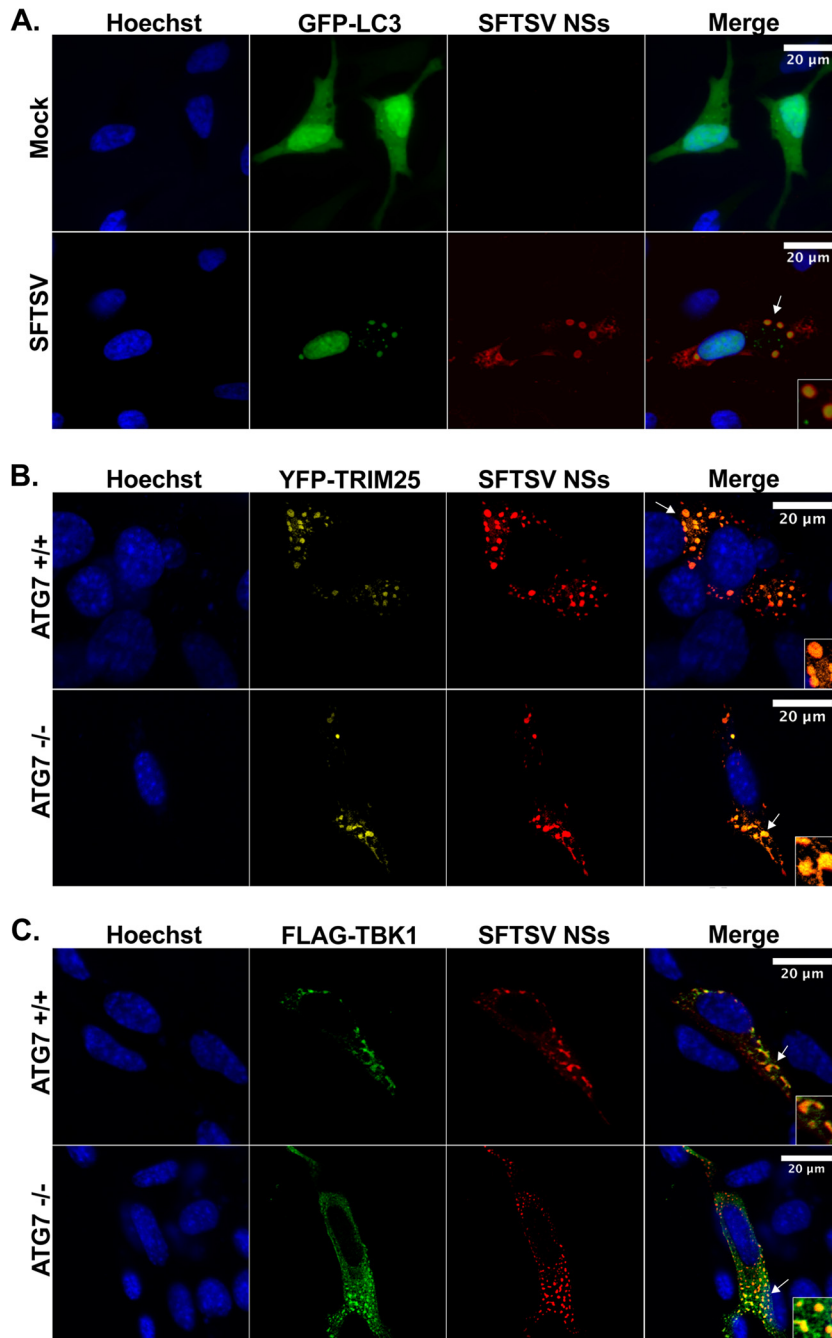 A.
Hoechst GFP-LC3 SFTSV NSs Merge
Mock
20 µm
SFTSV
20 µm
B.
Hoechst YFP-TRIM25 SFTSV NSs Merge
ATG7 +/+
20 µm
ATG7 -/-
20 µm
C.
Hoechst FLAG-TBK1 SFTSV NSs Merge
ATG7 +/+
20 µm
ATG7 -/-
20 µm